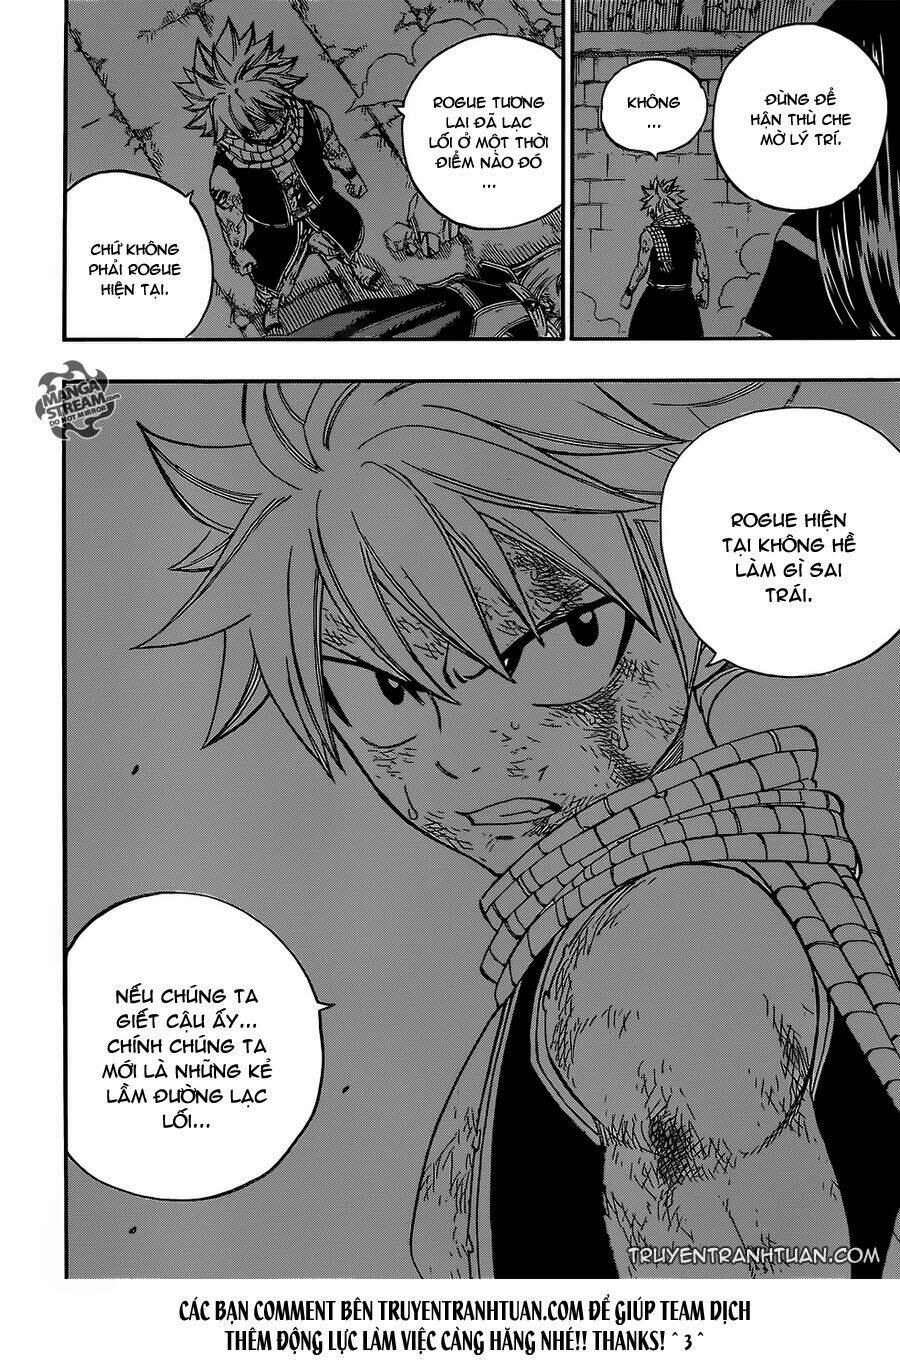 ĐỪNG ĐỂ
HẬN THÙ CHE
MỜ LÝ TRÍ.
KHÔNG
...
ROGUE TƯƠNG
LAI ĐÃ LẠC
LỐI Ở MỘT THỜI
ĐIỂM NÀO ĐÓ
...
CHỨ KHÔNG
PHẢI ROGUE
HIỆN TẠI.
MANGA
STREAM.com
DO NOT MIRROR
ROGUE HIỆN
TẠI KHÔNG HỀ
LÀM GÌ SAI
TRÁI.
NẾU CHÚNG TA
GIẾT CẬU ẤY...
CHÍNH CHÚNG TA
MỚI LÀ NHỮNG KẺ
LẦM ĐƯỜNG LẠC
LỐI...
TRUYENTRANHTUAN.COM
CÁC BẠN COMMENT BÊN TRUYENTRANHTUAN.COM ĐỂ GIÚP TEAM DỊCH
THÊM ĐỘNG LỰC LÀM VIỆC CÀNG HĂNG NHÉ!! THANKS! ^3^